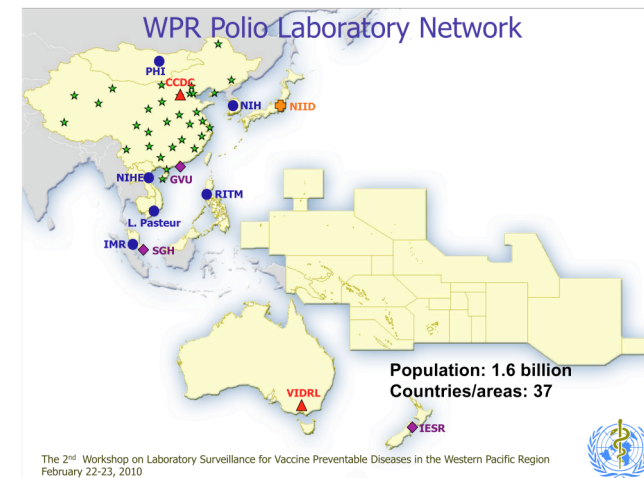 WPR Polio Laboratory Network
PHI
CCDC
NIH
NIID
NIHE
GVU
RITM
L. Pasteur
IMR
SGH
Population: 1.6 billion
Countries/areas: 37
VIDRL
IESR
The 2nd Workshop on Laboratory Surveillance for Vaccine Preventable Diseases in the Western Pacific Region
February 22-23, 2010